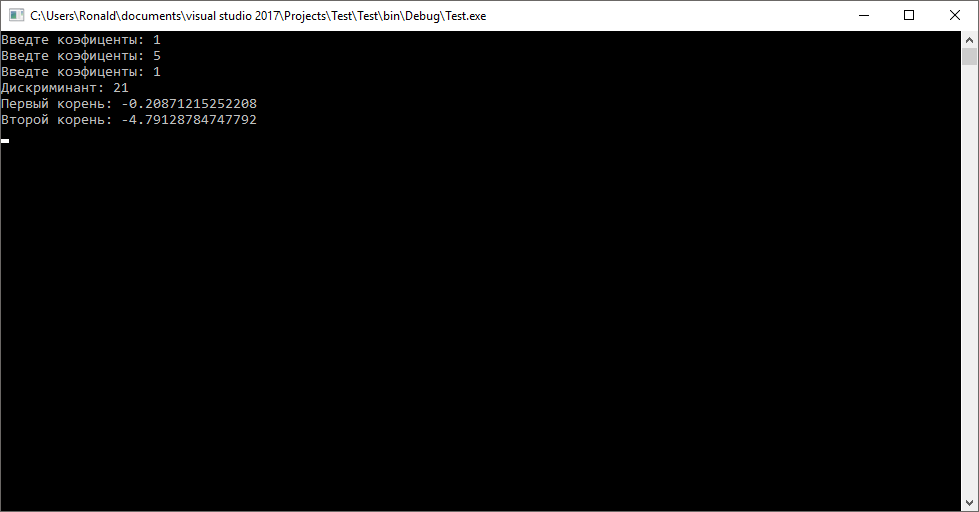 C:\Users\Ronald\documents\visual studio 2017\Projects\Test\Test\bin\Debug\Test.exe
Введте коэфиценты: 1
Введте коэфиценты: 5
Введте коэфиценты: 1
Дискриминант: 21
Первый корень: -0.20871215252208
Второй корень: -4.79128784747792